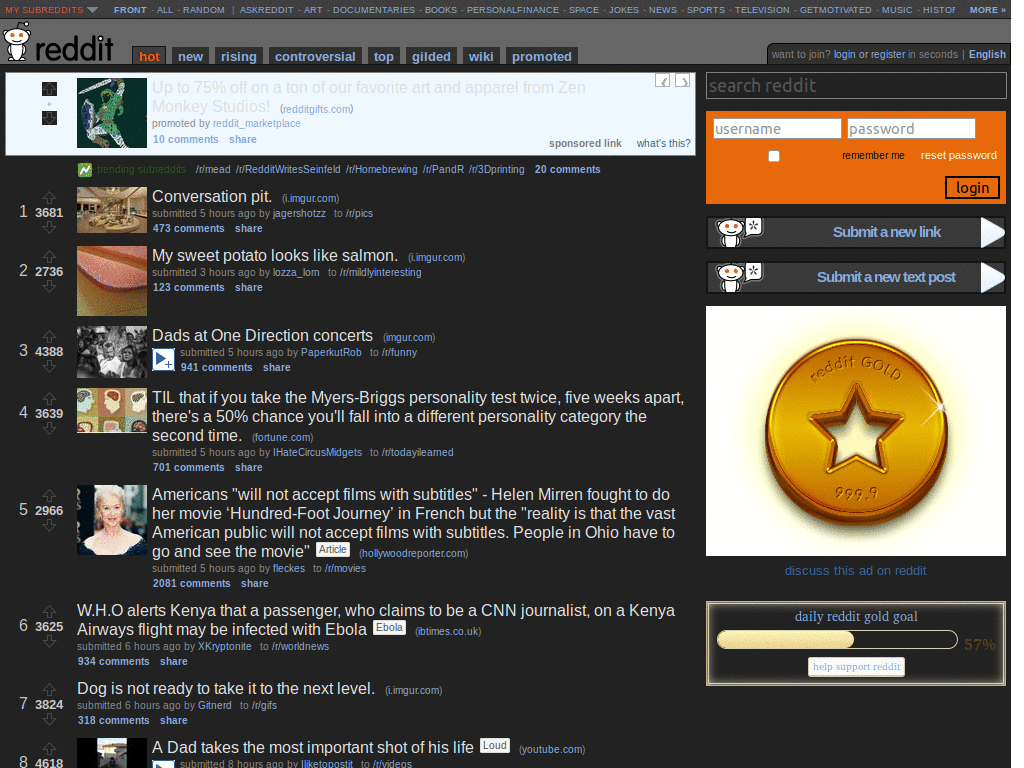 MY SUBREDDITS FRONT - ALL - RANDOM | ASKREDDIT - ART - DOCUMENTARIES - BOOKS - PERSONALFINANCE - SPACE - JOKES - NEWS - SPORTS - TELEVISION - GETMOTIVATED - MUSIC - HISTOR MORE »
reddit hot new rising controversial top gilded wiki promoted
want to join? login or register in seconds | English
Up to 75% off on a ton of our favorite art and apparel from Zen
Monkey Studios! (redditgifts.com)
promoted by reddit_marketplace
10 comments share
sponsored link what's this?
trending subreddits /r/mead /r/RedditWritesSeinfeld /r/Homebrewing /r/PandR /r/3Dprinting 20 comments
1 3681 Conversation pit. (i.imgur.com)
submitted 5 hours ago by jagershotzz to /r/pics
473 comments share
2 2736 My sweet potato looks like salmon. (i.imgur.com)
submitted 3 hours ago by lozza_lorn to /r/mildlyinteresting
123 comments share
3 4388 Dads at One Direction concerts (imgur.com)
submitted 5 hours ago by PaperkutRob to /r/funny
941 comments share
4 3639 TIL that if you take the Myers-Briggs personality test twice, five weeks apart,
there's a 50% chance you'll fall into a different personality category the
second time. (fortune.com)
submitted 5 hours ago by IHateCircusMidgets to /r/todayilearned
701 comments share
5 2966 Americans "will not accept films with subtitles" - Helen Mirren fought to do
her movie ‘Hundred-Foot Journey’ in French but the "reality is that the vast
American public will not accept films with subtitles. People in Ohio have to
go and see the movie" Article (hollywoodreporter.com)
submitted 5 hours ago by fleckes to /r/movies
2081 comments share
6 3625 W.H.O alerts Kenya that a passenger, who claims to be a CNN journalist, on a Kenya
Airways flight may be infected with Ebola Ebola (ibtimes.co.uk)
submitted 6 hours ago by XKryptonite to /r/worldnews
934 comments share
7 3824 Dog is not ready to take it to the next level. (i.imgur.com)
submitted 6 hours ago by Gitnerd to /r/gifs
318 comments share
8 4618 A Dad takes the most important shot of his life Loud (youtube.com)
submitted 8 hours ago by Iliketopostit to /r/videos
search reddit
username password
remember me reset password
login
Submit a new link
Submit a new text post
reddit GOLD
999.9
discuss this ad on reddit
daily reddit gold goal
57%
help support reddit